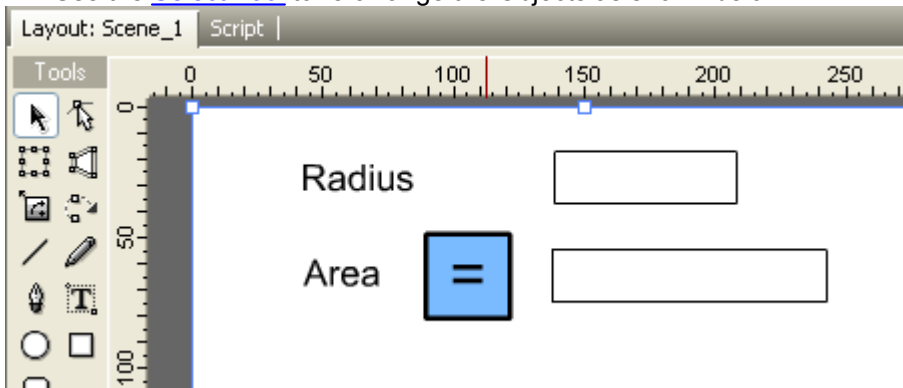 Layout: Scene_1 Script
Tools 0 50 100 150 200 250
0
Radius
50
Area =
T
100